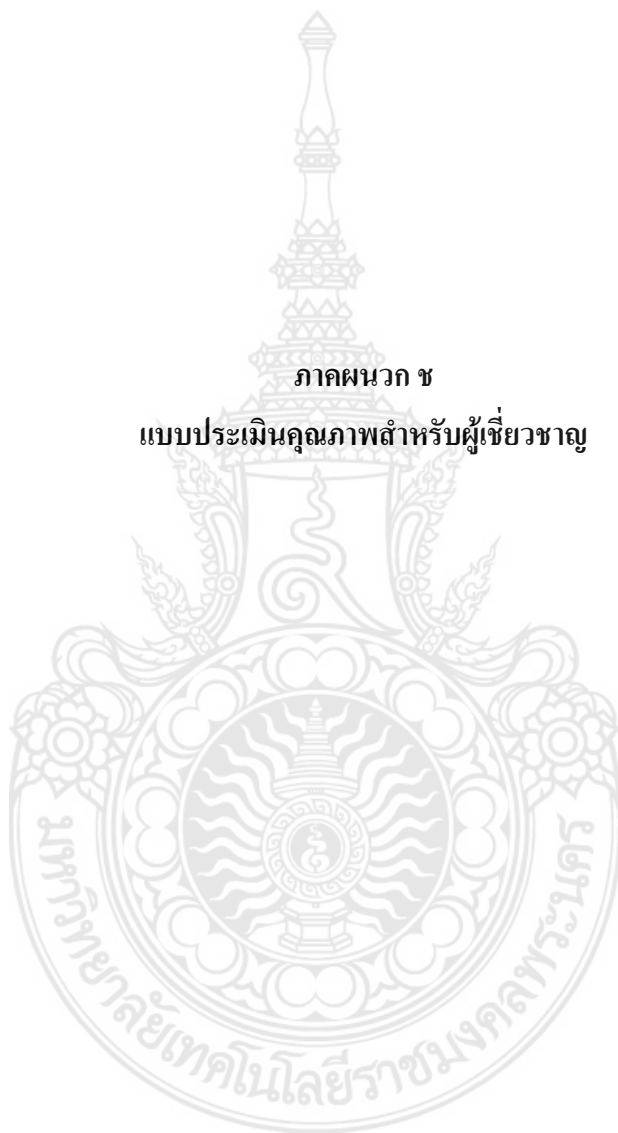 ภาคผนวก ช
แบบประเมินคุณภาพสำหรับผู้เชี่ยวชาญ
มหาวิทยาลัยเทคโนโลยีราชมงคลพระนคร